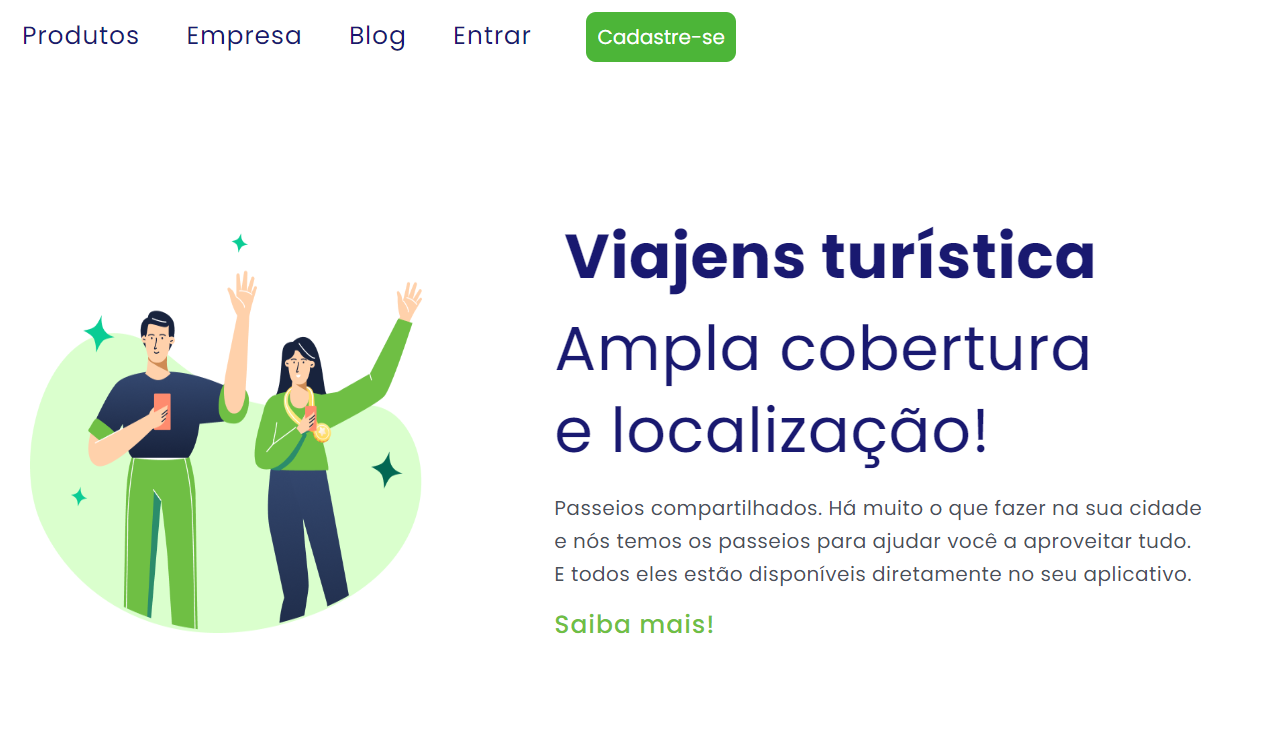 Produtos Empresa Blog Entrar Cadastre-se
Viajens turística
Ampla cobertura
e localização!
Passeios compartilhados. Há muito o que fazer na sua cidade
e nós temos os passeios para ajudar você a aproveitar tudo.
E todos eles estão disponíveis diretamente no seu aplicativo.
Saiba mais!